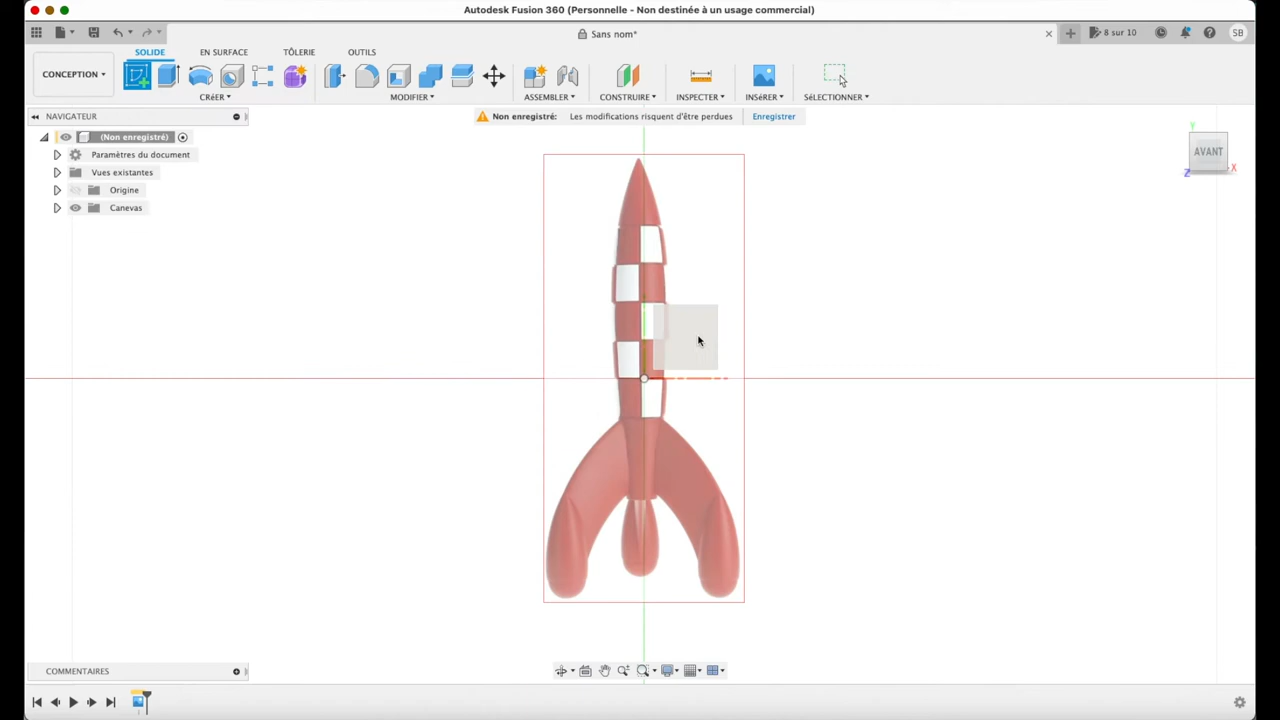 Autodesk Fusion 360 (Personnelle - Non destinée à un usage commercial)
Sans nom*
8 sur 10
SB
SOLIDE
EN SURFACE
TÔLERIE
OUTILS
CONCEPTION
CRéER
MODIFIER
ASSEMBLER
CONSTRUIRE
INSPECTER
INSéRER
SéLECTIONNER
NAVIGATEUR
Non enregistré:
Les modifications risquent d'être perdues
Enregistrer
(Non enregistré)
Paramètres du document
Vues existantes
Origine
Canevas
Y
AVANT
X
Z
COMMENTAIRES